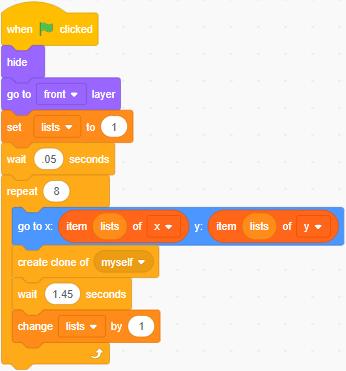 when clicked
hide
go to front layer
set lists to 1
wait .05 seconds
repeat 8
go to x: item lists of x y: item lists of y
create clone of myself
wait 1.45 seconds
change lists by 1